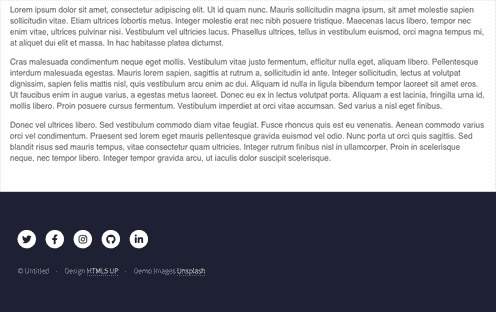 Lorem ipsum dolor sit amet, consectetur adipiscing elit. Ut id quam nunc. Mauris sollicitudin magna ipsum, sit amet molestie sapien
sollicitudin vitae. Etiam ultrices lobortis metus. Integer molestie erat nec nibh posuere tristique. Maecenas lacus libero, tempor nec
enim vitae, ultrices pulvinar nisi. Vestibulum vel ultricies lacus. Phasellus ultrices, tellus in vestibulum euismod, orci magna tempus mi,
at aliquet dui elit et massa. In hac habitasse platea dictumst.
Cras malesuada condimentum neque eget mollis. Vestibulum vitae justo fermentum, efficitur nulla eget, aliquam libero. Pellentesque
interdum malesuada egestas. Mauris lorem sapien, sagittis at rutrum a, sollicitudin id ante. Integer sollicitudin, lectus at volutpat
dignissim, sapien felis mattis nisl, quis vestibulum arcu enim ac dui. Aliquam id nulla in ligula bibendum tempor laoreet sit amet eros.
Ut faucibus enim in augue varius, a egestas metus laoreet. Donec eu ex in lectus volutpat porta. Aliquam a est lacinia, fringilla urna id,
mollis libero. Proin posuere cursus fermentum. Vestibulum imperdiet at orci vitae accumsan. Sed varius a nisl eget finibus.
Donec vel ultrices libero. Sed vestibulum commodo diam vitae feugiat. Fusce rhoncus quis est eu venenatis. Aenean commodo varius
orci vel condimentum. Praesent sed lorem eget mauris pellentesque gravida euismod vel odio. Nunc porta ut orci quis sagittis. Sed
blandit risus sed mauris tempus, vitae consectetur quam ultricies. Integer rutrum finibus nisl in ullamcorper. Proin in scelerisque
neque, nec tempor libero. Integer tempor gravida arcu, ut iaculis dolor suscipit scelerisque.
© Untitled · Design HTML5 UP · Demo Images Unsplash